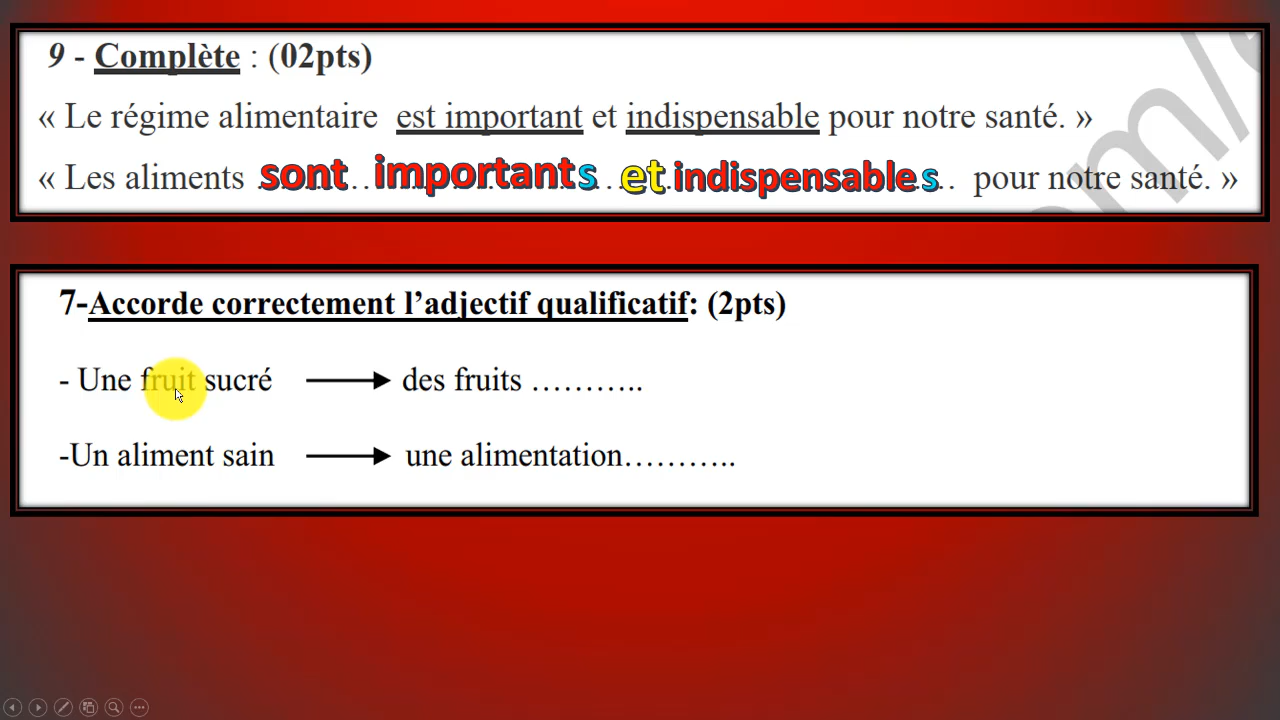 9 - Complète : (02pts)
« Le régime alimentaire est important et indispensable pour notre santé. »
« Les aliments sont importants et indispensables pour notre santé. »
7-Accorde correctement l’adjectif qualificatif: (2pts)
- Une fruit sucré des fruits ………..
-Un aliment sain une alimentation………..